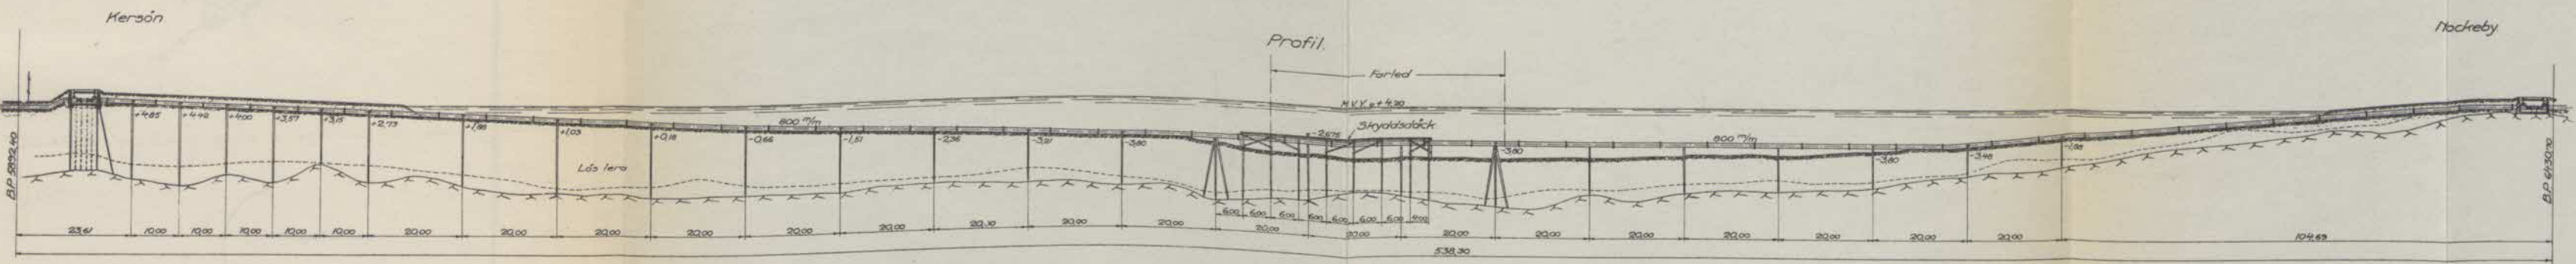 Kersön
Nockeby
Profil.
Farled
M.V.Y. = +4.20
+4.85
+4.42
+4.00
+3.57
+3.15
+2.73
+1.88
+1.03
+0.18
-0.66
800 m/m
-1.51
-2.36
-3.21
-3.80
-2.675
Skyddsdäck
-3.80
800 m/m
-3.80
-3.48
-1.88
Lös lera
B.P. 5892.40
B.P. 6430.70
6.00 6.00 6.00 6.00 6.00 6.00 6.00 4.00
23.61 10.00 10.00 10.00 10.00 10.00 20.00 20.00 20.00 20.00 20.00 20.00 20.00 20.00 20.00 20.00 20.00 20.00 20.00 20.00 20.00 20.00 20.00 20.00 104.69
538.30